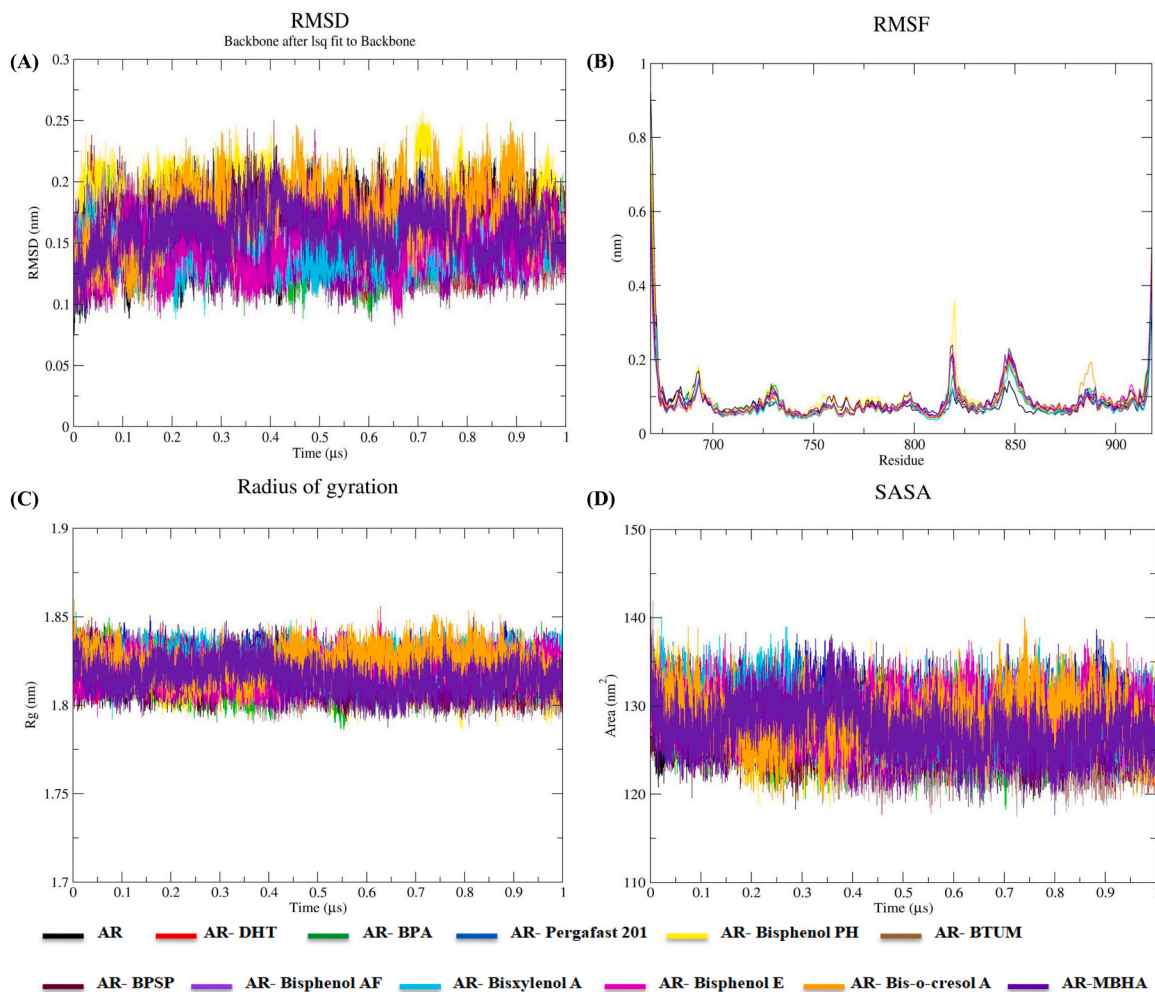 RMSD
Backbone after lsq fit to Backbone
(A)
0.3
0.25
0.2
0.15
0.1
0.05
0
RMSD (nm)
0 0.1 0.2 0.3 0.4 0.5 0.6 0.7 0.8 0.9 1
Time (μs)
RMSF
(B)
1
0.8
0.6
0.4
0.2
0
(nm)
700 750 800 850 900
Residue
Radius of gyration
(C)
1.9
1.85
1.8
1.75
1.7
Rg (nm)
0 0.1 0.2 0.3 0.4 0.5 0.6 0.7 0.8 0.9 1
Time (μs)
SASA
(D)
150
140
130
120
110
Area (nm²)
0 0.1 0.2 0.3 0.4 0.5 0.6 0.7 0.8 0.9 1
Time (μs)
AR AR- DHT AR- BPA AR- Pergafast 201 AR- Bisphenol PH AR- BTUM
AR- BPSP AR- Bisphenol AF AR- Bisxylenol A AR- Bisphenol E AR- Bis-o-cresol A AR-MBHA